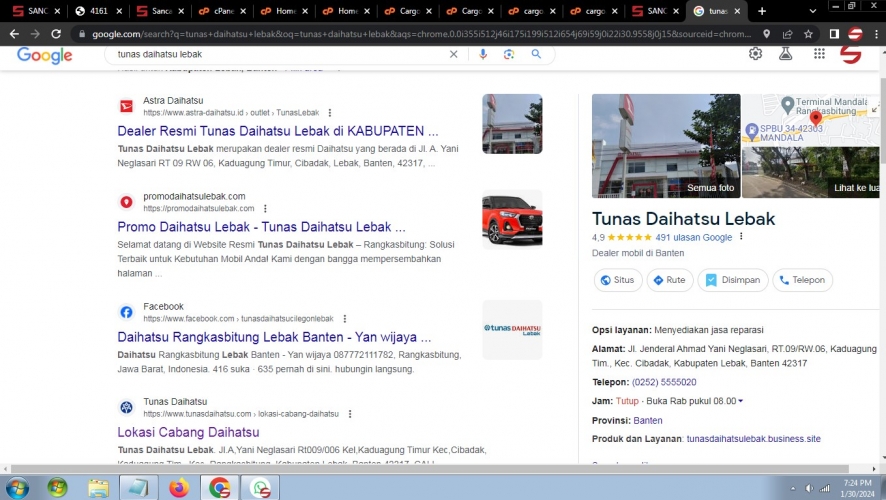 SANC
4161
Sanca
cPane
Home
Home
Cargo
Cargo
cargo
cargo
SANC
tunas
google.com/search?q=tunas+daihatsu+lebak&oq=tunas+daihatsu+lebak&aqs=chrome.0.0i355i512j46i175i199i512i654j69i59j0i22i30.9558j0j15&sourceid=chrom...
Google
tunas daihatsu lebak
Astra Daihatsu
https://www.astra-daihatsu.id › outlet › TunasLebak
Dealer Resmi Tunas Daihatsu Lebak di KABUPATEN ...
Tunas Daihatsu Lebak merupakan dealer resmi Daihatsu yang berada di Jl. A. Yani
Neglasari RT 09 RW 06, Kaduagung Timur, Cibadak, Lebak, Banten, 42317, ...
promodaihatsulebak.com
https://promodaihatsulebak.com
Promo Daihatsu Lebak - Tunas Daihatsu Lebak ...
Selamat datang di Website Resmi Tunas Daihatsu Lebak – Rangkasbitung: Solusi
Terbaik untuk Kebutuhan Mobil Anda! Kami dengan bangga mempersembahkan
halaman ...
Facebook
https://www.facebook.com › tunasdaihatsucilegonlebak
Daihatsu Rangkasbitung Lebak Banten - Yan wijaya ...
Daihatsu Rangkasbitung Lebak Banten - Yan wijaya 087772111782, Rangkasbitung,
Jawa Barat, Indonesia. 416 suka · 635 pernah di sini. hubungin langsung.
tunas DAIHATSU
Lebak
Tunas Daihatsu
https://www.tunasdaihatsu.com › lokasi-cabang-daihatsu
Lokasi Cabang Daihatsu
Tunas Daihatsu Lebak. Jl.A,Yani Neglasari Rt009/006 Kel,Kaduagung Timur Kec,Cibadak,
Terminal Mandala
Rangkasbitung
SPBU 34-42303
MANDALA
Semua foto
Lihat ke lua
Tunas Daihatsu Lebak
4,9 491 ulasan Google
Dealer mobil di Banten
Situs
Rute
Disimpan
Telepon
Opsi layanan: Menyediakan jasa reparasi
Alamat: Jl. Jenderal Ahmad Yani Neglasari, RT.09/RW.06, Kaduagung
Tim., Kec. Cibadak, Kabupaten Lebak, Banten 42317
Telepon: (0252) 5555020
Jam: Tutup · Buka Rab pukul 08.00
Provinsi: Banten
Produk dan Layanan: tunasdaihatsulebak.business.site
7:24 PM
1/30/2024